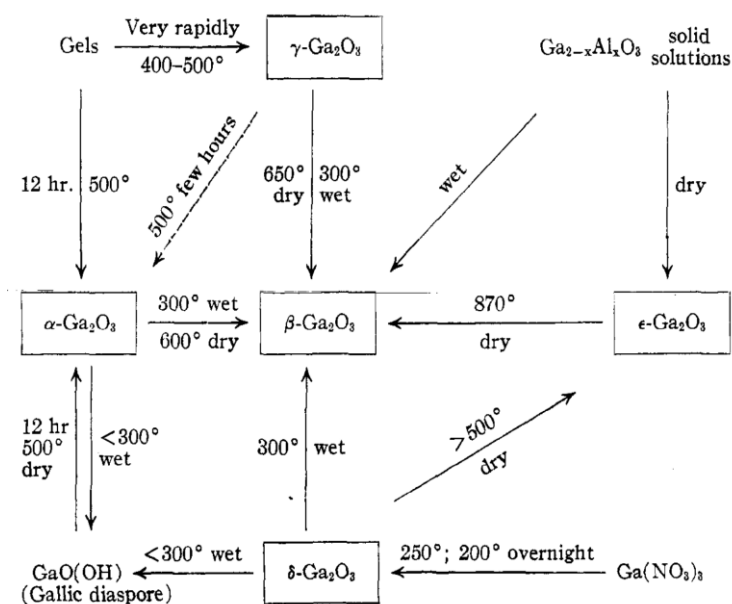 Very rapidly
Gels
400–500°
γ-Ga₂O₃
Ga₂₋ₓAlₓO₃ solid
solutions
12 hr. 500°
500° few hours
650° 300°
dry wet
wet
dry
α-Ga₂O₃
300° wet
600° dry
β-Ga₂O₃
870°
dry
ϵ-Ga₂O₃
12 hr
500°
dry
<300°
wet
300° wet
>500°
dry
GaO(OH)
(Gallic diaspore)
<300° wet
δ-Ga₂O₃
250°; 200° overnight
Ga(NO₃)₃